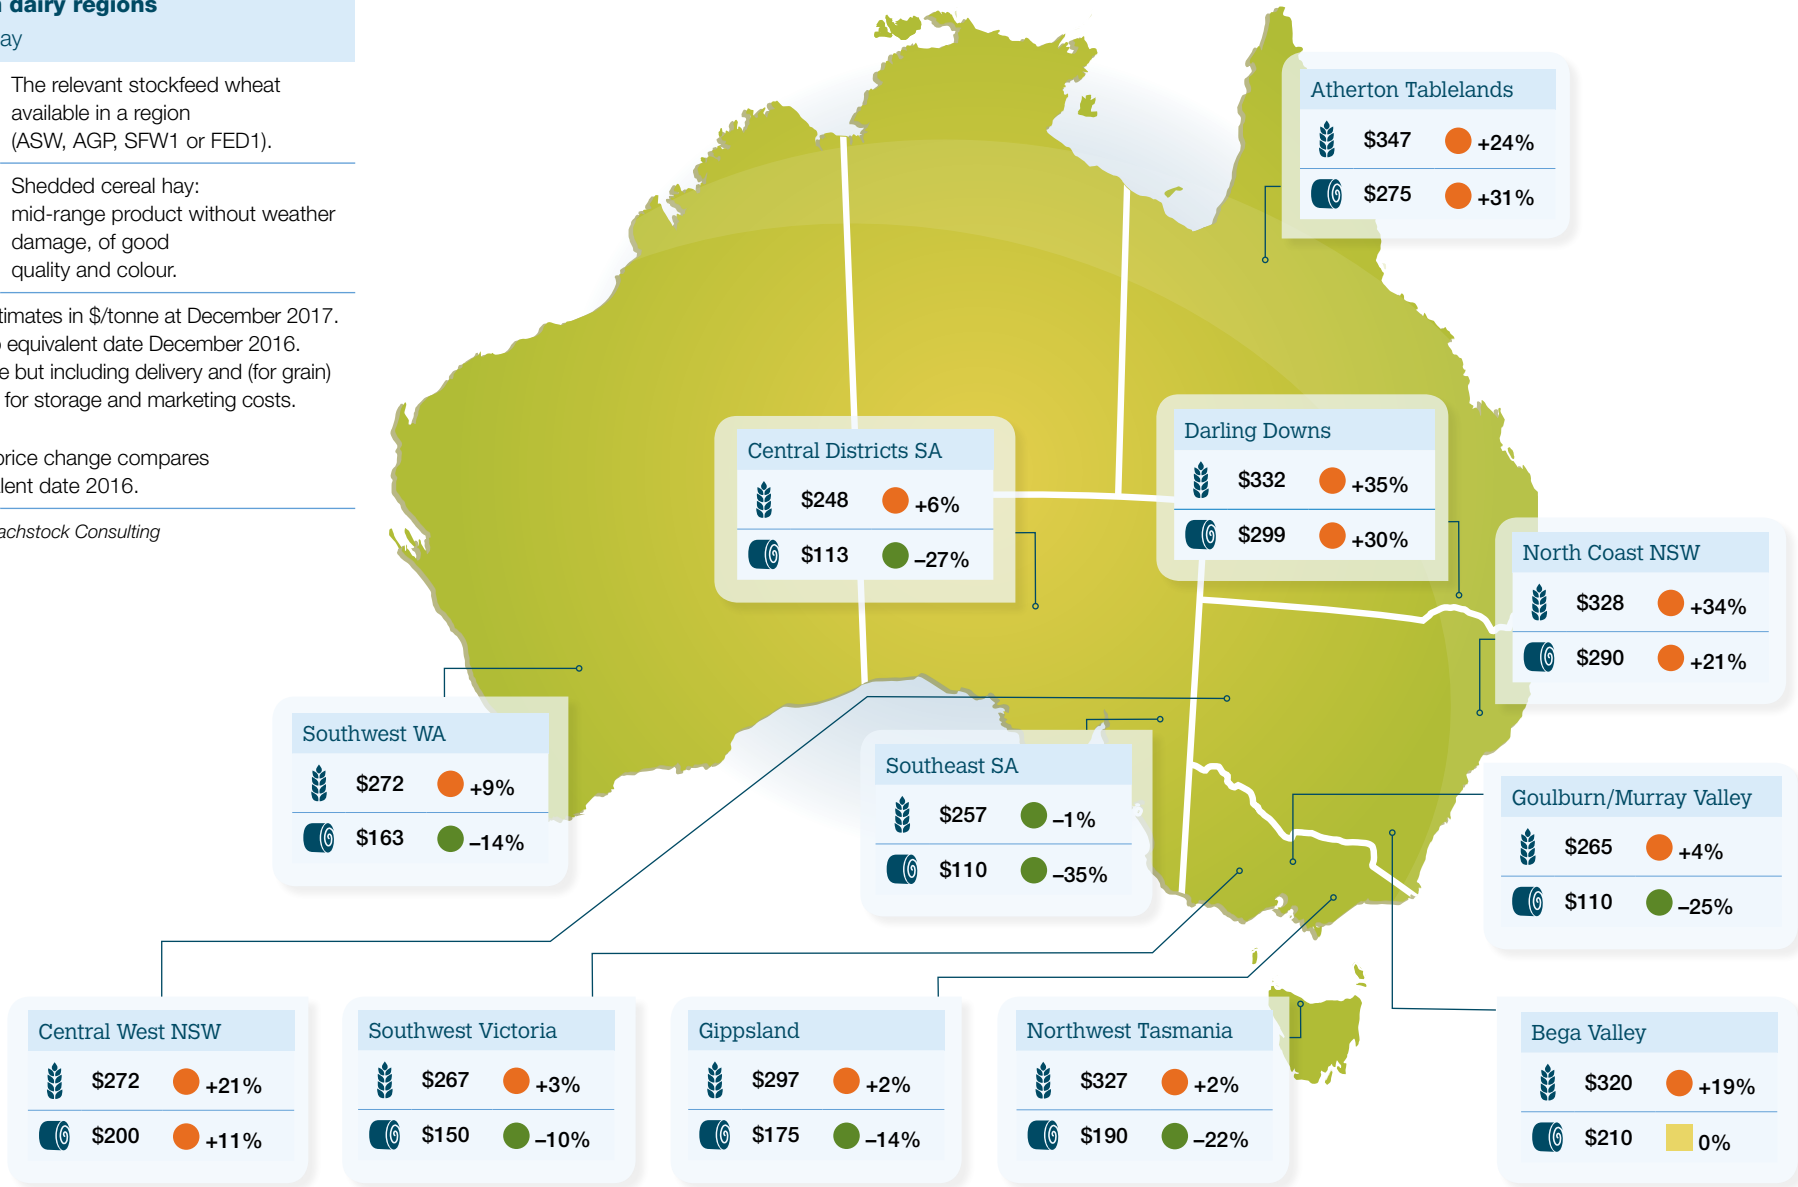 dairy regions
The relevant stockfeed wheat
available in a region
(ASW, AGP, SFW1 or FED1).
Shedded cereal hay:
mid-range product without weather
damage, of good
quality and colour.
in $/tonne at December 2017.
equivalent date December 2016.
but including delivery and (for grain)
for storage and marketing costs.
price change compares
date 2016.
Consulting
Atherton Tablelands
$347 +24%
$275 +31%
Central Districts SA
$248 +6%
$113 –27%
Darling Downs
$332 +35%
$299 +30%
North Coast NSW
$328 +34%
$290 +21%
Southwest WA
$272 +9%
$163 –14%
Southeast SA
$257 –1%
$110 –35%
Goulburn/Murray Valley
$265 +4%
$110 –25%
Central West NSW
$272 +21%
$200 +11%
Southwest Victoria
$267 +3%
$150 –10%
Gippsland
$297 +2%
$175 –14%
Northwest Tasmania
$327 +2%
$190 –22%
Bega Valley
$320 +19%
$210 0%